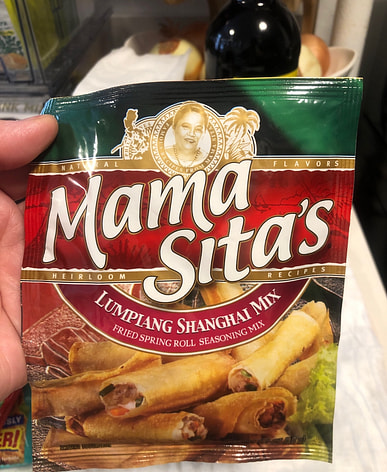 NATURAL FLAVORS
Mama
Sita's
HEIRLOOM RECIPES
LUMPIANG SHANGHAI MIX
FRIED SPRING ROLL SEASONING MIX